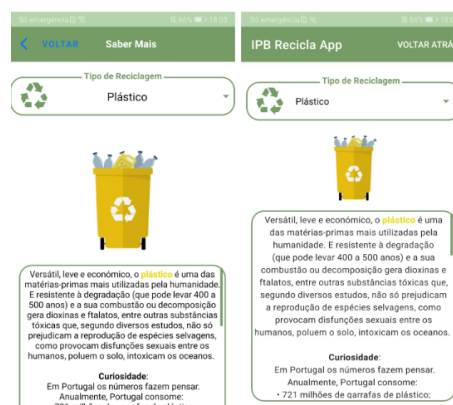 Só emergência
66%
18:03
VOLTAR
Saber Mais
Tipo de Reciclagem
Plástico
Versátil, leve e económico, o plástico é uma das
matérias-primas mais utilizadas pela humanidade.
E resistente à degradação (que pode levar 400 a
500 anos) e a sua combustão ou decomposição
gera dioxinas e ftalatos, entre outras substâncias
tóxicas que, segundo diversos estudos, não só
prejudicam a reprodução de espécies selvagens,
como provocam disfunções sexuais entre os
humanos, poluem o solo, intoxicam os oceanos.
Curiosidade:
Em Portugal os números fazem pensar.
Anualmente, Portugal consome:
Só emergência
66%
IPB Recicla App
VOLTAR ATRÁ
Tipo de Reciclagem
Plástico
Versátil, leve e económico, o plástico é uma
das matérias-primas mais utilizadas pela
humanidade. E resistente à degradação
(que pode levar 400 a 500 anos) e a sua
combustão ou decomposição gera dioxinas e
ftalatos, entre outras substâncias tóxicas que,
segundo diversos estudos, não só prejudicam
a reprodução de espécies selvagens, como
provocam disfunções sexuais entre os
humanos, poluem o solo, intoxicam os oceanos.
Curiosidade:
Em Portugal os números fazem pensar.
Anualmente, Portugal consome:
• 721 milhões de garrafas de plástico;